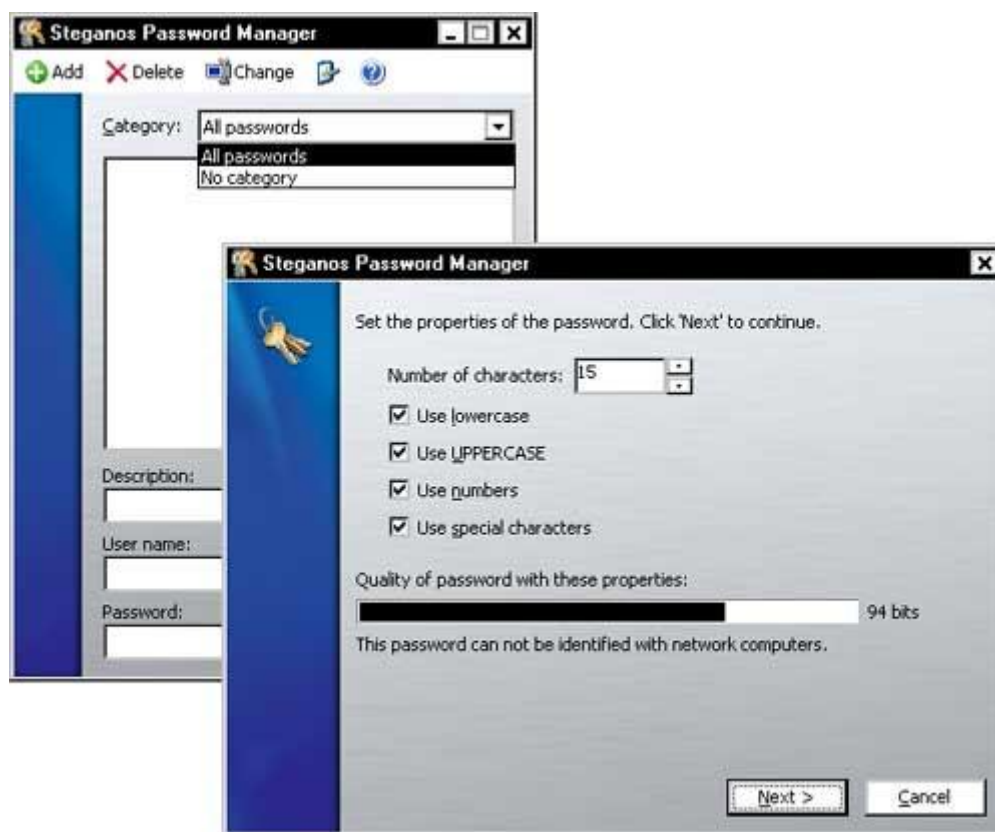 Steganos Password Manager
Add Delete Change
Category: All passwords
All passwords
No category
Description:
User name:
Password:
Steganos Password Manager
Set the properties of the password. Click 'Next' to continue.
Number of characters: 15
Use lowercase
Use UPPERCASE
Use numbers
Use special characters
Quality of password with these properties:
94 bits
This password can not be identified with network computers.
Next > Cancel